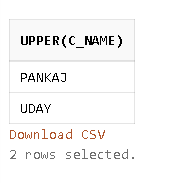 UPPER(C_NAME)
PANKAJ
UDAY
Download CSV
2 rows selected.